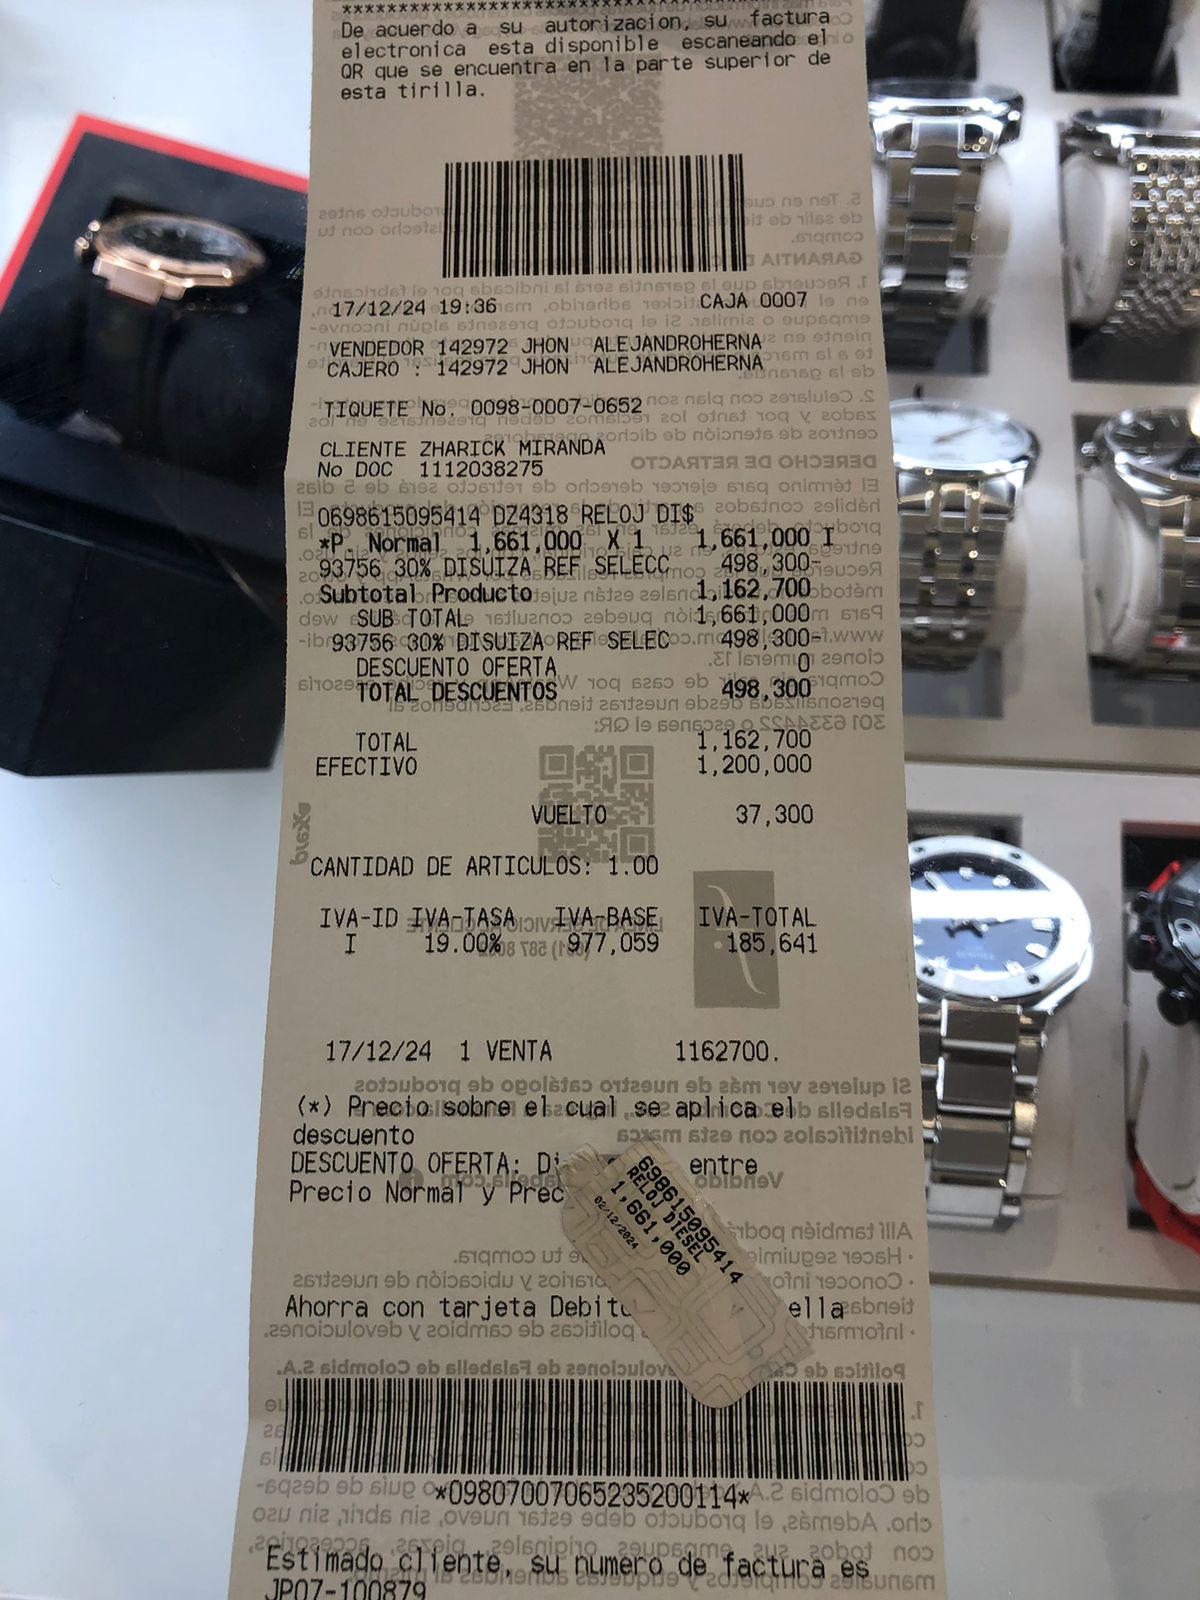 De acuerdo a su autorizacion, su factura
electronica esta disponible escaneando el
QR que se encuentra en la parte superior de
esta tirilla.
17/12/24 19:36 CAJA 0007
VENDEDOR 142972 JHON ALEJANDROHERNA
CAJERO : 142972 JHON ALEJANDROHERNA
TIQUETE No. 0098-0007-0652
CLIENTE ZHARICK MIRANDA
No DOC 1112038275
0698615095414 DZ4318 RELOJ DI$
*P. Normal 1,661,000 X 1 1,661,000 I
93756 30% DISUIZA REF SELECC 498,300-
Subtotal Producto 1,162,700
SUB TOTAL 1,661,000
93756 30% DISUIZA REF SELEC 498,300-
DESCUENTO OFERTA 0
TOTAL DESCUENTOS 498,300
TOTAL 1,162,700
EFECTIVO 1,200,000
VUELTO 37,300
CANTIDAD DE ARTICULOS: 1.00
IVA-ID IVA-TASA IVA-BASE IVA-TOTAL
I 19.00% 977,059 185,641
17/12/24 1 VENTA 1162700.
(*) Precio sobre el cual se aplica el
descuento
DESCUENTO OFERTA: Di entre
Precio Normal y Prec
698615095414
RELOJ DIESEL
1,661,000
02/12/2024
Ahorra con tarjeta Debito ella
*09807007065235200114*
Estimado cliente, su numero de factura es
JP07-100879